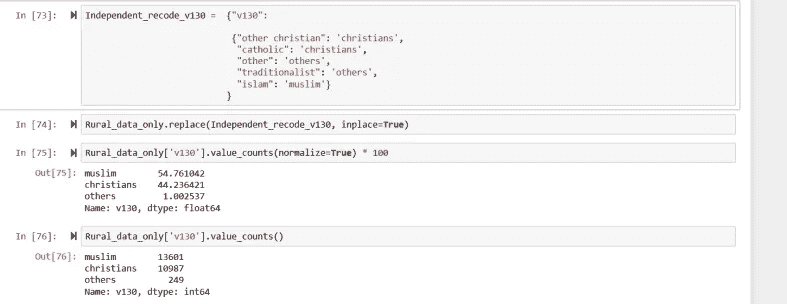 In [73]: Independent_recode_v130 = {"v130":
{"other christian": 'christians',
"catholic": 'christians',
"other": 'others',
"traditionalist": 'others',
"islam": 'muslim'}
}
In [74]: Rural_data_only.replace(Independent_recode_v130, inplace=True)
In [75]: Rural_data_only['v130'].value_counts(normalize=True) * 100
Out[75]: muslim 54.761042
christians 44.236421
others 1.002537
Name: v130, dtype: float64
In [76]: Rural_data_only['v130'].value_counts()
Out[76]: muslim 13601
christians 10987
others 249
Name: v130, dtype: int64